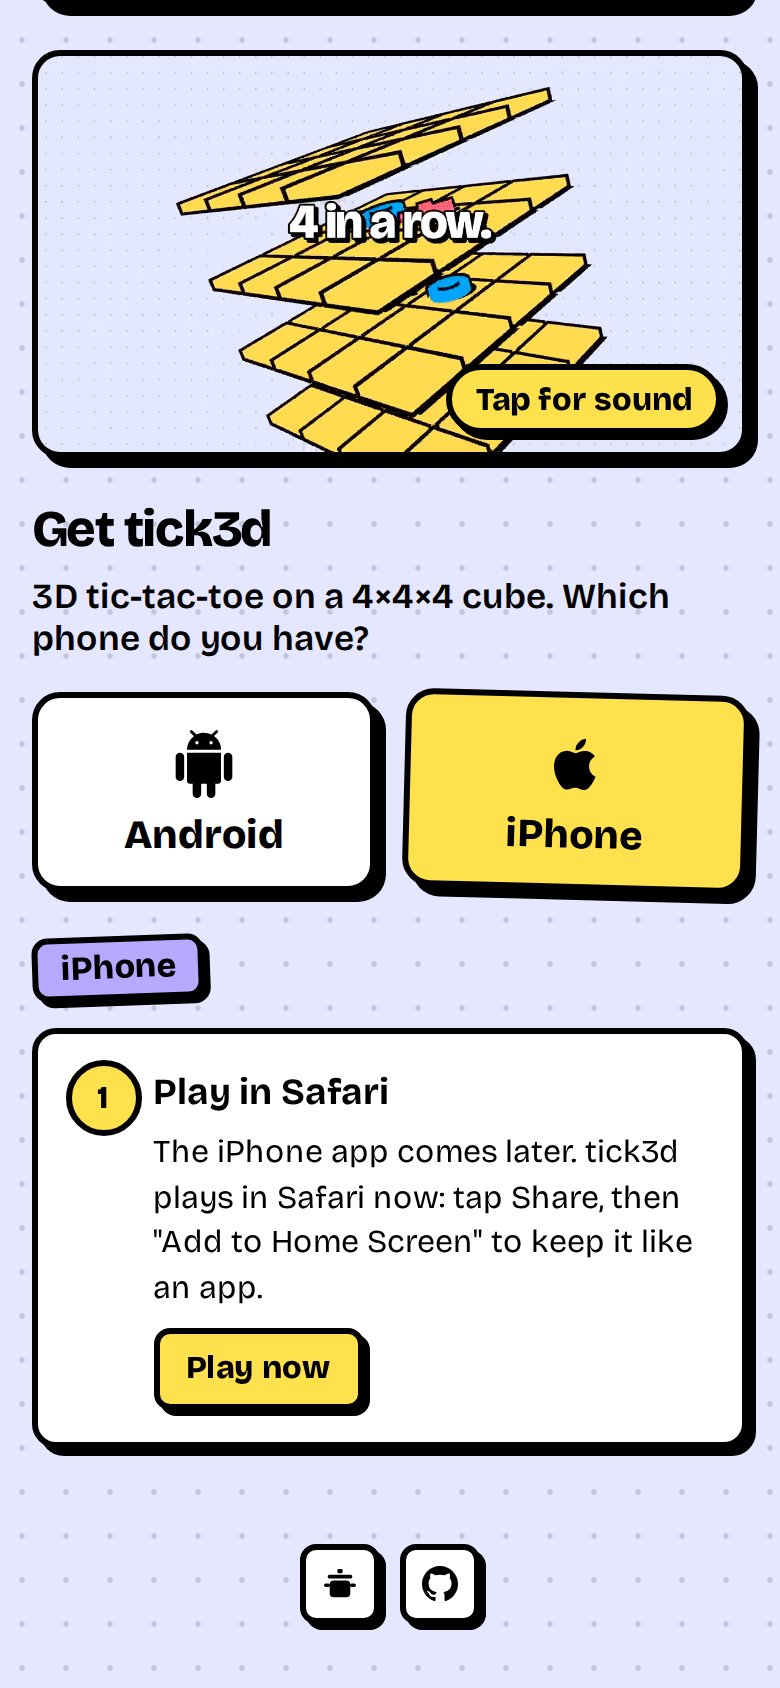 4 in a row.
Tap for sound
Get tick3d
3D tic-tac-toe on a 4×4×4 cube. Which
phone do you have?
Android
iPhone
iPhone
1
Play in Safari
The iPhone app comes later. tick3d
plays in Safari now: tap Share, then
"Add to Home Screen" to keep it like
an app.
Play now